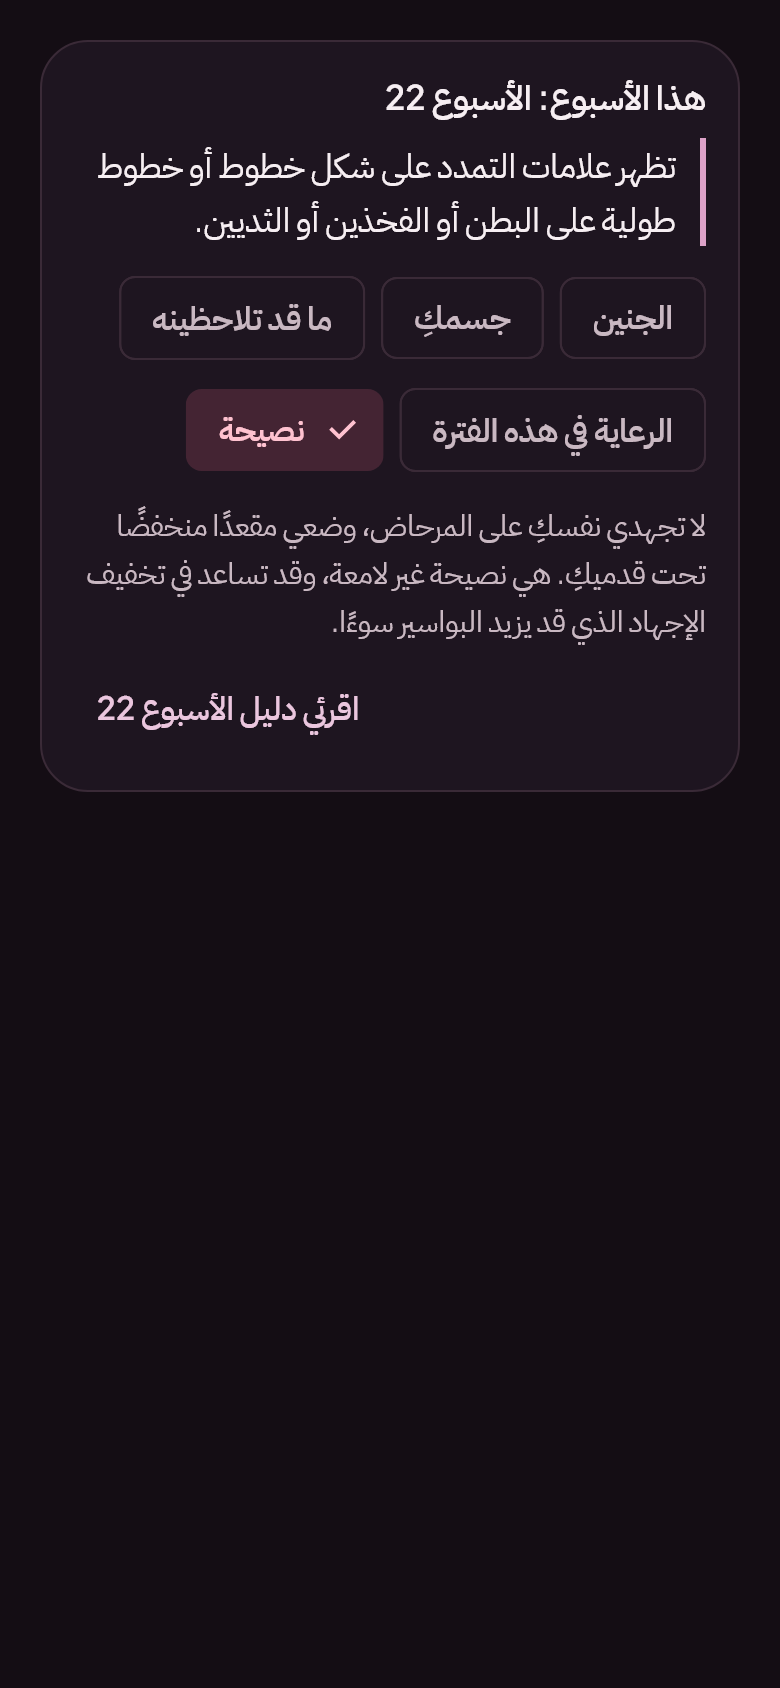 هذا الأسبوع: الأسبوع 22
تظهر علامات التمدد على شكل خطوط أو خطوط
طولية على البطن أو الفخذين أو الثديين.
الجنين
جسمكِ
ما قد تلاحظينه
الرعاية في هذه الفترة
نصيحة
لا تجهدي نفسكِ على المرحاض، وضعي مقعدًا منخفضًا
تحت قدميكِ. هي نصيحة غير لامعة، وقد تساعد في تخفيف
الإجهاد الذي قد يزيد البواسير سوءًا.
اقرئي دليل الأسبوع 22